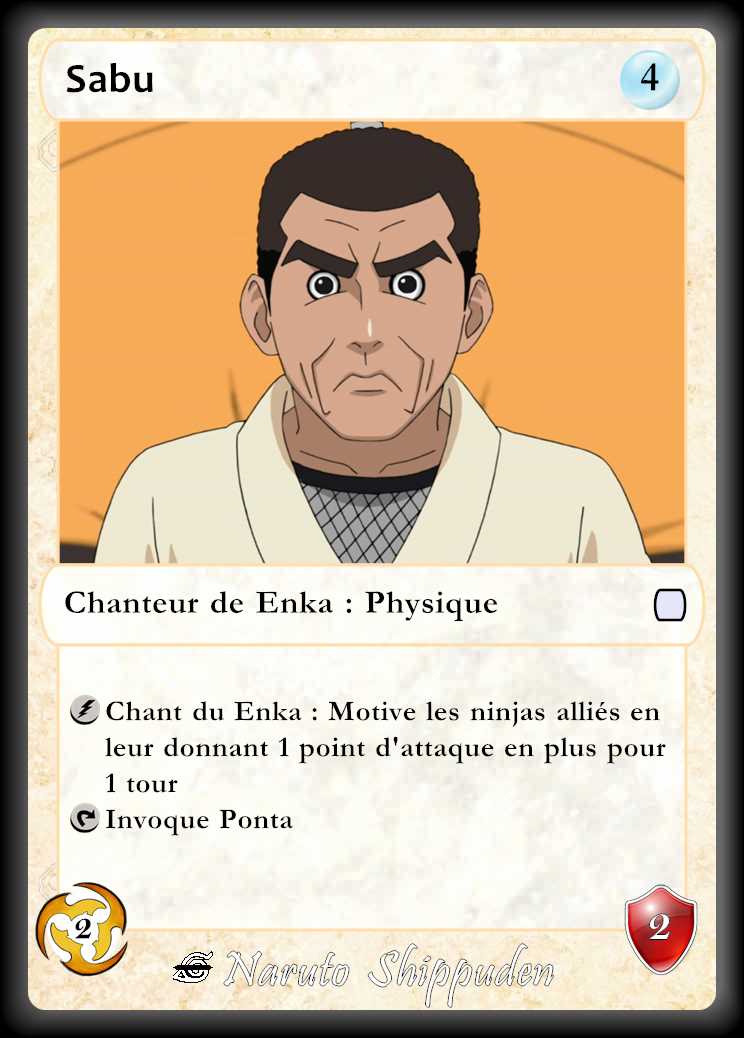 Sabu
4
Chanteur de Enka : Physique
Chant du Enka : Motive les ninjas alliés en
leur donnant 1 point d'attaque en plus pour
1 tour
Invoque Ponta
2
2
Naruto Shippuden